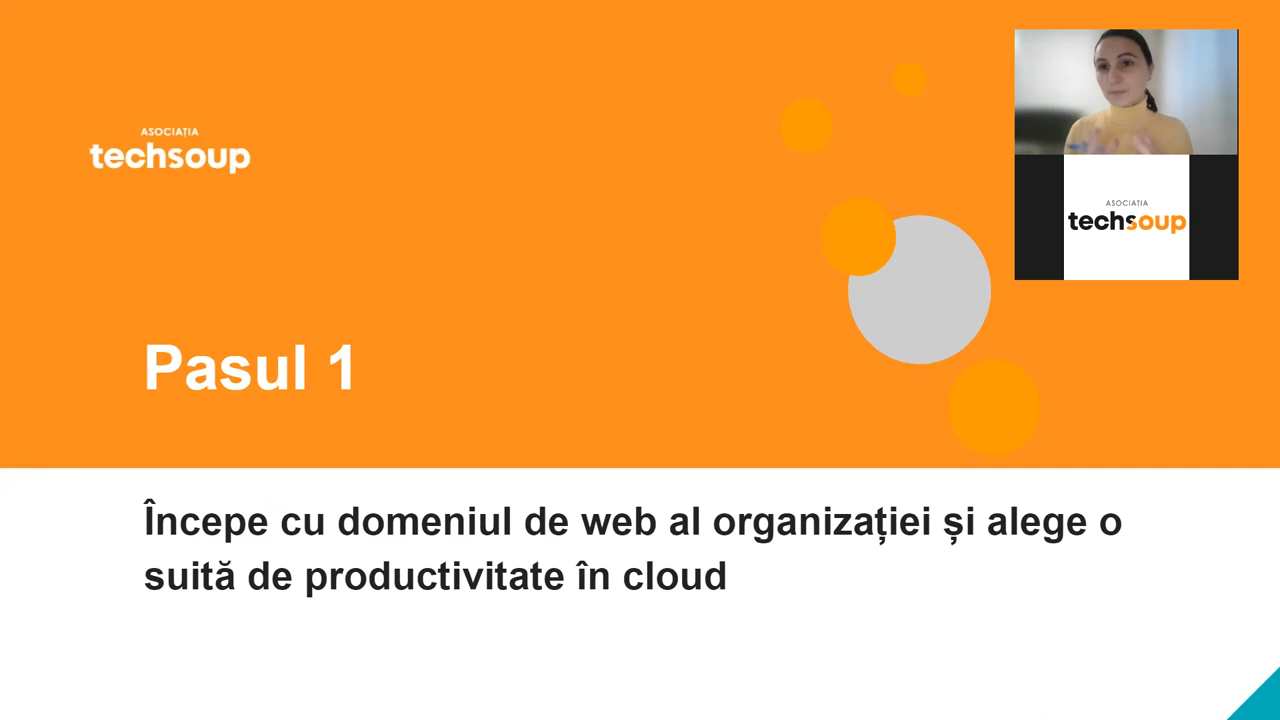 ASOCIAȚIA
techsoup
ASOCIAȚIA
techsoup
Pasul 1
Începe cu domeniul de web al organizației și alege o
suită de productivitate în cloud